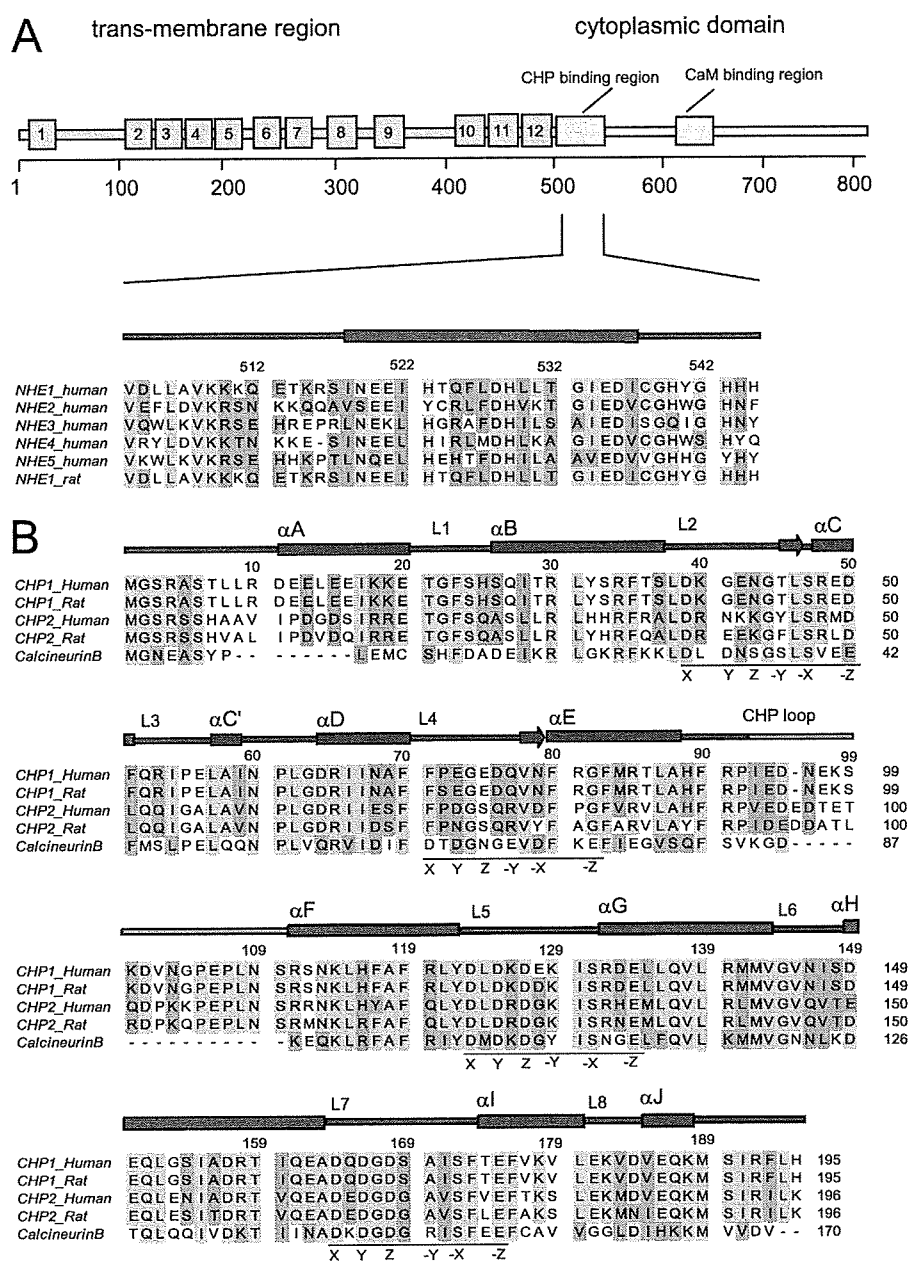 A
trans-membrane region cytoplasmic domain
CHP binding region CaM binding region
1 2 3 4 5 6 7 8 9 10 11 12
1 100 200 300 400 500 600 700 800
512 522 532 542
NHE1_human VDLLAVKKKQ ETKRSINEEI HTQFLDHLLT GIEDICGHYG HHH
NHE2_human VEFLDVKRSN KKQQAVSEEI YCRLFDHVKT GIEDVCGHWG HNF
NHE3_human VQWLKVKRSE HREPRLNEKL HGRAFDHILS AIEDISGQIG HNY
NHE4_human VRYLDVKKTN KKE-SINEEL HIRLMDHLKA GIEDVCGHWS HYQ
NHE5_human VKWLKVKRSE HHKPTLNQEL HEHTFDHILA AVEDVVGHHG YHY
NHE1_rat VDLLAVKKKQ ETKRSINEEI HTQFLDHLLT GIEDICGHYG HHH
B
αA L1 αB L2 αC
10 20 30 40 50
CHP1_Human MGSRASTLLR DEELEEIKKE TGFSHSQITR LYSRFTSLDK GENGTLSRED 50
CHP1_Rat MGSRASTLLR DEELEEIKKE TGFSHSQITR LYSRFTSLDK GENGTLSRED 50
CHP2_Human MGSRSSHAAV IPDGDSIRRE TGFSQASLLR LHHRFRALDR NKKGYLSRMD 50
CHP2_Rat MGSRSSHVAL IPDVDQIRRE TGFSQASLLR LYHRFQALDR EEKGFLSRLD 50
CalcineurinB MGNEASYP-- ------LEMC SHFDADEIKR LGKRFKKLDL DNSGSLSVEE 42
X Y Z -Y -X -Z
L3 αC' αD L4 αE CHP loop
60 70 80 90 99
CHP1_Human FQRIPELAIN PLGDRIINAF FPEGEDQVNF RGFMRTLAHF RPIED-NEKS 99
CHP1_Rat FQRIPELAIN PLGDRIINAF FSEGEDQVNF RGFMRTLAHF RPIED-NEKS 99
CHP2_Human LQQIGALAVN PLGDRIIESF FPDGSQRVDF PGFVRVLAHF RPVEDEDTET 100
CHP2_Rat LQQIGALAVN PLGDRIIDSF FPNGSQRVYF AGFARVLAYF RPIDEDDATL 100
CalcineurinB FMSLPELQQN PLVQRVIDIF DTDGNGEVDF KEFIEGVSQF SVKGD----- 87
X Y Z -Y -X -Z
αF L5 αG L6 αH
109 119 129 139 149
CHP1_Human KDVNGPEPLN SRSNKLHFAF RLYDLDKDEK ISRDELLQVL RMMVGVNISD 149
CHP1_Rat KDVNGPEPLN SRSNKLHFAF RLYDLDKDDK ISRDELLQVL RMMVGVNISD 149
CHP2_Human QDPKKPEPLN SRRNKLHYAF QLYDLDRDGK ISRHEMLQVL RLMVGVQVTE 150
CHP2_Rat RDPKQPEPLN SRMNKLRFAF QLYDLDRDGK ISRNEMLQVL RLMVGVQVTD 150
CalcineurinB ---------- -KEQKLRFAF RIYDMDKDGY ISNGELFQVL KMMVGNNLKD 126
X Y Z -Y -X -Z
L7 αI L8 αJ
159 169 179 189
CHP1_Human EQLGSIADRT IQEADQDGDS AISFTEFVKV LEKVDVEQKM SIRFLH 195
CHP1_Rat EQLGSIADRT IQEADQDGDS AISFTEFVKV LEKVDVEQKM SIRFLH 195
CHP2_Human EQLENIADRT VQEADEDGDG AVSFVEFTKS LEKMDVEQKM SIRILK 196
CHP2_Rat EQLESITDRT VQEADEDGDG AVSFLEFAKS LEKMNIEQKM SIRILK 196
CalcineurinB TQLQQIVDKT IINADKDGDG RISFEEFCAV VGGLDIHKKM VVDV-- 170
X Y Z -Y -X -Z